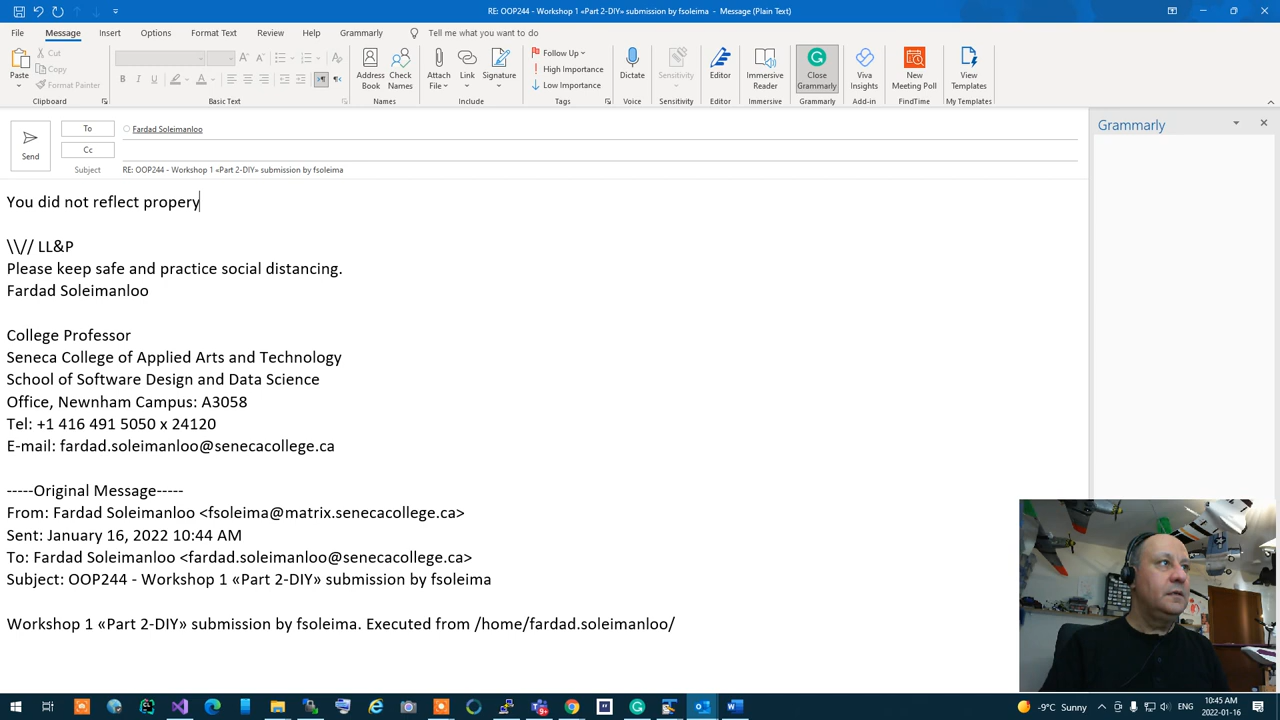 RE: OOP244 - Workshop 1 «Part 2-DIY» submission by fsoleima - Message (Plain Text)
File Message Insert Options Format Text Review Help Grammarly Tell me what you want to do
Cut
Copy
Format Painter
Paste
Clipboard
B I U
Basic Text
Address Book
Check Names
Names
Attach File
Link
Signature
Include
Follow Up
High Importance
Low Importance
Tags
Dictate
Voice
Sensitivity
Sensitivity
Editor
Editor
Immersive Reader
Immersive
Close Grammarly
Grammarly
Viva Insights
Add-in
New Meeting Poll
FindTime
View Templates
My Templates
Send
To Fardad Soleimanloo
Cc
Subject RE: OOP244 - Workshop 1 «Part 2-DIY» submission by fsoleima
Grammarly
You did not reflect propery
\\// LL&P
Please keep safe and practice social distancing.
Fardad Soleimanloo
College Professor
Seneca College of Applied Arts and Technology
School of Software Design and Data Science
Office, Newnham Campus: A3058
Tel: +1 416 491 5050 x 24120
E-mail: fardad.soleimanloo@senecacollege.ca
-----Original Message-----
From: Fardad Soleimanloo <fsoleima@matrix.senecacollege.ca>
Sent: January 16, 2022 10:44 AM
To: Fardad Soleimanloo <fardad.soleimanloo@senecacollege.ca>
Subject: OOP244 - Workshop 1 «Part 2-DIY» submission by fsoleima
Workshop 1 «Part 2-DIY» submission by fsoleima. Executed from /home/fardad.soleimanloo/
-9°C Sunny
10:45 AM
2022-01-16